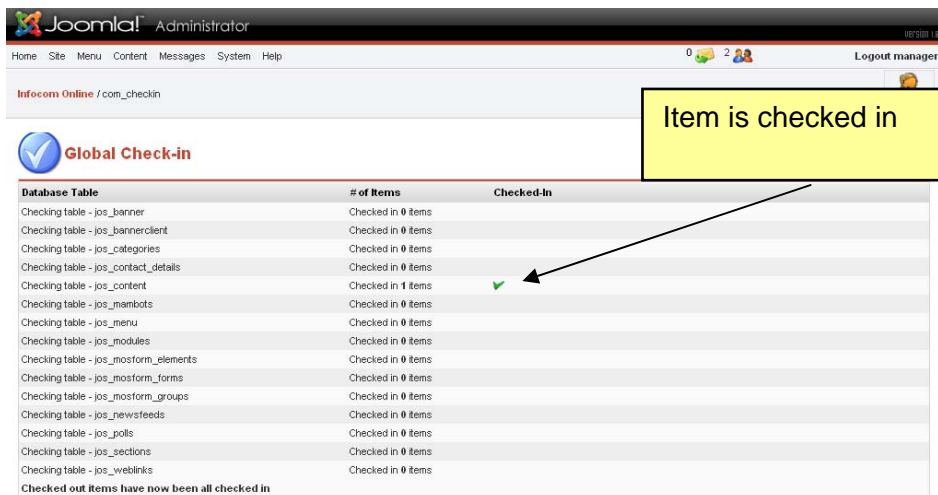 Joomla! Administrator
Home Site Menu Content Messages System Help 0 2 Logout manager
Infocom Online / com_checkin
Item is checked in
Global Check-in
Database Table # of Items Checked-In
Checking table - jos_banner Checked in 0 items
Checking table - jos_bannerclient Checked in 0 items
Checking table - jos_categories Checked in 0 items
Checking table - jos_contact_details Checked in 0 items
Checking table - jos_content Checked in 1 items
Checking table - jos_mambots Checked in 0 items
Checking table - jos_menu Checked in 0 items
Checking table - jos_modules Checked in 0 items
Checking table - jos_mosform_elements Checked in 0 items
Checking table - jos_mosform_forms Checked in 0 items
Checking table - jos_mosform_groups Checked in 0 items
Checking table - jos_newsfeeds Checked in 0 items
Checking table - jos_polls Checked in 0 items
Checking table - jos_sections Checked in 0 items
Checking table - jos_weblinks Checked in 0 items
Checked out items have now been all checked in